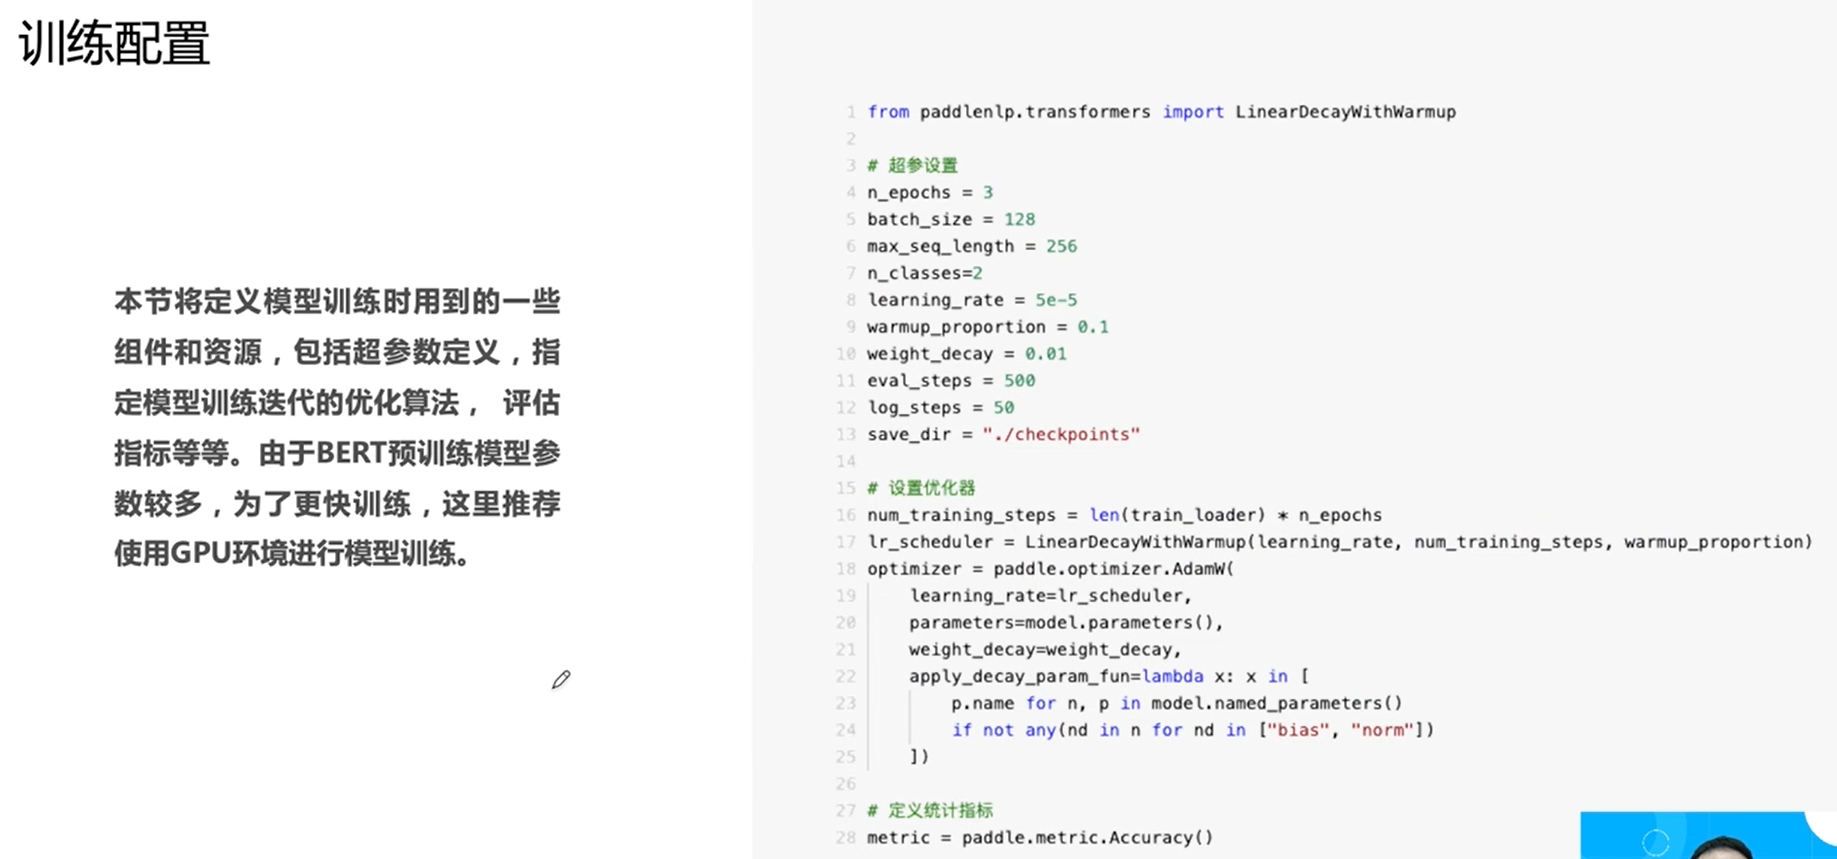 训练配置
本节将定义模型训练时用到的一些
组件和资源，包括超参数定义，指
定模型训练迭代的优化算法， 评估
指标等等。由于BERT预训练模型参
数较多，为了更快训练，这里推荐
使用GPU环境进行模型训练。
1 from paddlenlp.transformers import LinearDecayWithWarmup
2
3 # 超参设置
4 n_epochs = 3
5 batch_size = 128
6 max_seq_length = 256
7 n_classes=2
8 learning_rate = 5e-5
9 warmup_proportion = 0.1
10 weight_decay = 0.01
11 eval_steps = 500
12 log_steps = 50
13 save_dir = "./checkpoints"
14
15 # 设置优化器
16 num_training_steps = len(train_loader) * n_epochs
17 lr_scheduler = LinearDecayWithWarmup(learning_rate, num_training_steps, warmup_proportion)
18 optimizer = paddle.optimizer.AdamW(
19     learning_rate=lr_scheduler,
20     parameters=model.parameters(),
21     weight_decay=weight_decay,
22     apply_decay_param_fun=lambda x: x in [
23         p.name for n, p in model.named_parameters()
24         if not any(nd in n for nd in ["bias", "norm"])
25     ])
26
27 # 定义统计指标
28 metric = paddle.metric.Accuracy()